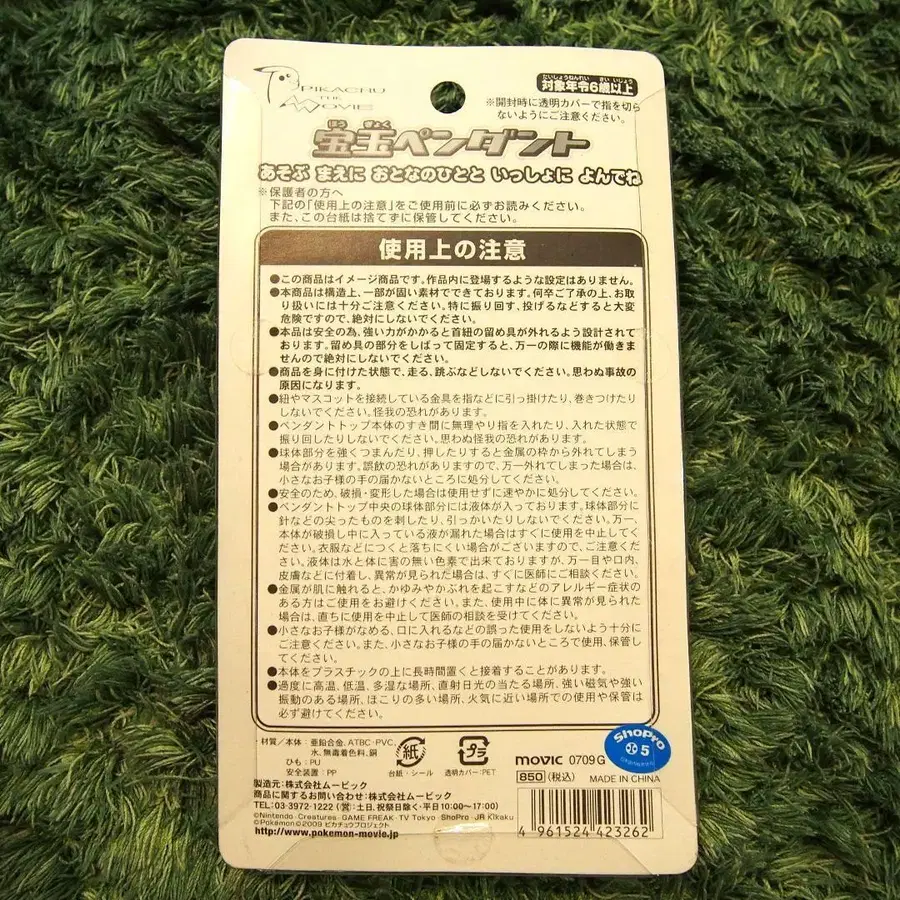 PIKACHU
THE
MOVIE
たいしょうねんれい さい いじょう
対象年令6歳以上
※開封時に透明カバーで指を切ら
ないようにご注意ください。
ほう ぎょく
宝玉ペンダント
あそぶ まえに おとなのひとと いっしょに よんでね
※保護者の方へ
下記の「使用上の注意」をご使用前に必ずお読みください。
また、この台紙は捨てずに保管してください。
使用上の注意
●この商品はイメージ商品です。作品内に登場するような設定はありません。
●本商品は構造上、一部が固い素材でできております。何卒ご了承の上、お取
り扱いには十分ご注意ください。特に振り回す、投げるなどすると大変
危険ですので、絶対にしないでください。
●本品は安全の為、強い力がかかると首紐の留め具が外れるよう設計されて
おります。留め具の部分をしばって固定すると、万一の際に機能が働きま
せんので絶対にしないでください。
●商品を身に付けた状態で、走る、跳ぶなどしないでください。思わぬ事故の
原因になります。
●紐やマスコットを接続している金具を指などに引っ掛けたり、巻きつけたり
しないでください。怪我の恐れがあります。
●ペンダントトップ本体のすき間に無理やり指を入れたり、入れた状態で
振り回したりしないでください。思わぬ怪我の恐れがあります。
●球体部分を強くつまんだり、押したりすると金属の枠から外れてしまう
場合があります。誤飲の恐れがありますので、万一外れてしまった場合は、
小さなお子様の手の届かないところに処分してください。
●安全のため、破損・変形した場合は使用せずに速やかに処分してください。
●ペンダントトップ中央の球体部分には液体が入っております。球体部分に
針などの尖ったものを刺したり、引っかいたりしないでください。万一、
本体が破損し中に入っている液が漏れた場合はすぐに使用を中止してく
ださい。衣服などにつくと落ちにくい場合がございますので、ご注意くださ
い。液体は水と体に害の無い色素で出来ておりますが、万一目や口内、
皮膚などに付着し、異常が見られた場合は、すぐに医師にご相談ください。
●金属が肌に触れると、かゆみやかぶれを起こすなどのアレルギー症状の
ある方はご使用をお避けください。また、使用中に体に異常が見られた
場合は、直ちに使用を中止して医師の相談を受けてください。
●小さなお子様がなめる、口に入れるなどの誤った使用をしないよう十分に
ご注意ください。また、小さなお子様の手の届かないところで使用、保管し
てください。
●本体をプラスチックの上に長時間置くと接着することがあります。
●過度に高温、低温、多湿な場所、直射日光の当たる場所、強い磁気や強い
振動のある場所、ほこりの多い場所、火気に近い場所での使用や保管は
必ず避けてください。
・材質/本体：亜鉛合金、ATBC-PVC、
水、無毒着色料、銅
ひも：PU
安全装置：PP
紙
台紙・シール
プラ
透明カバー:PET
movic 0709G
850(税込)
MADE IN CHINA
ShoPro
5
製造元：株式会社ムービック
商品に関するお問い合わせ：株式会社ムービック
TEL：03-3972-1222（営：土日、祝祭日除く・平日10:00～17:00）
©Nintendo・Creatures・GAME FREAK・TV Tokyo・ShoPro・JR Kikaku
©Pokémon ©2009 ピカチュウプロジェクト
http://www.pokemon-movie.jp
4 961524 423262